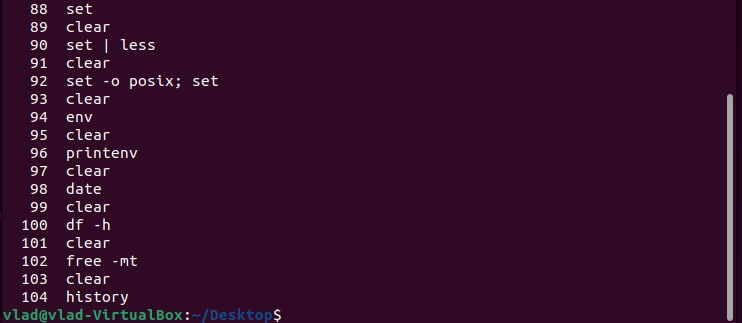 88 set
89 clear
90 set | less
91 clear
92 set -o posix; set
93 clear
94 env
95 clear
96 printenv
97 clear
98 date
99 clear
100 df -h
101 clear
102 free -mt
103 clear
104 history
vlad@vlad-VirtualBox:~/Desktop$